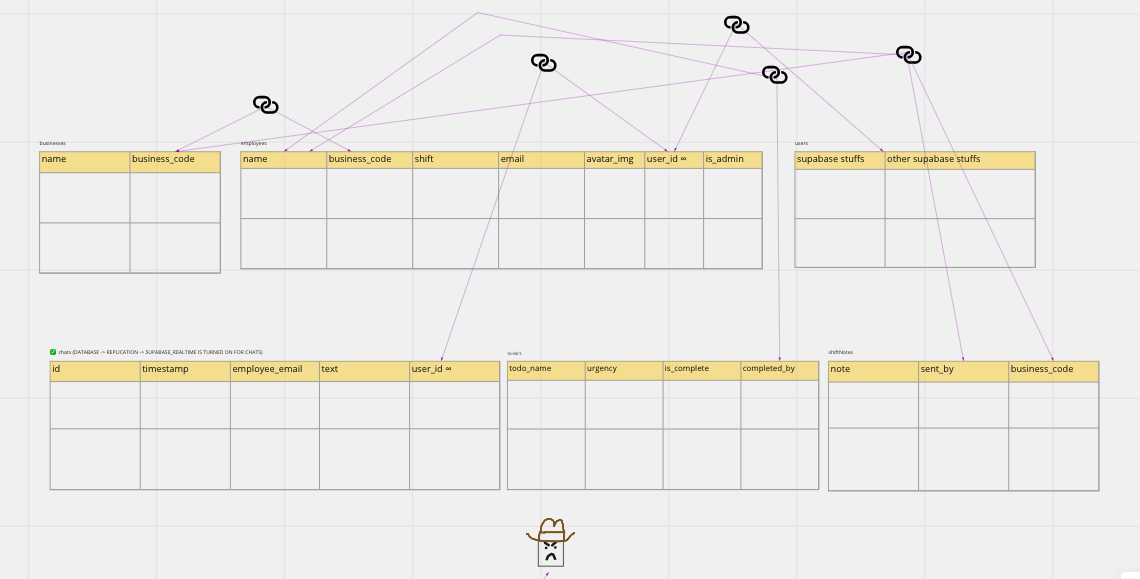 businesses
name business_code
employees
name business_code shift email avatar_img user_id ∞ is_admin
users
supabase stuffs other supabase stuffs
✅ chats (DATABASE -> REPLICATION -> SUPABASE_REALTIME IS TURNED ON FOR CHATS)
id timestamp employee_email text user_id ∞
todo_name urgency is_complete completed_by
shiftNotes
note sent_by business_code